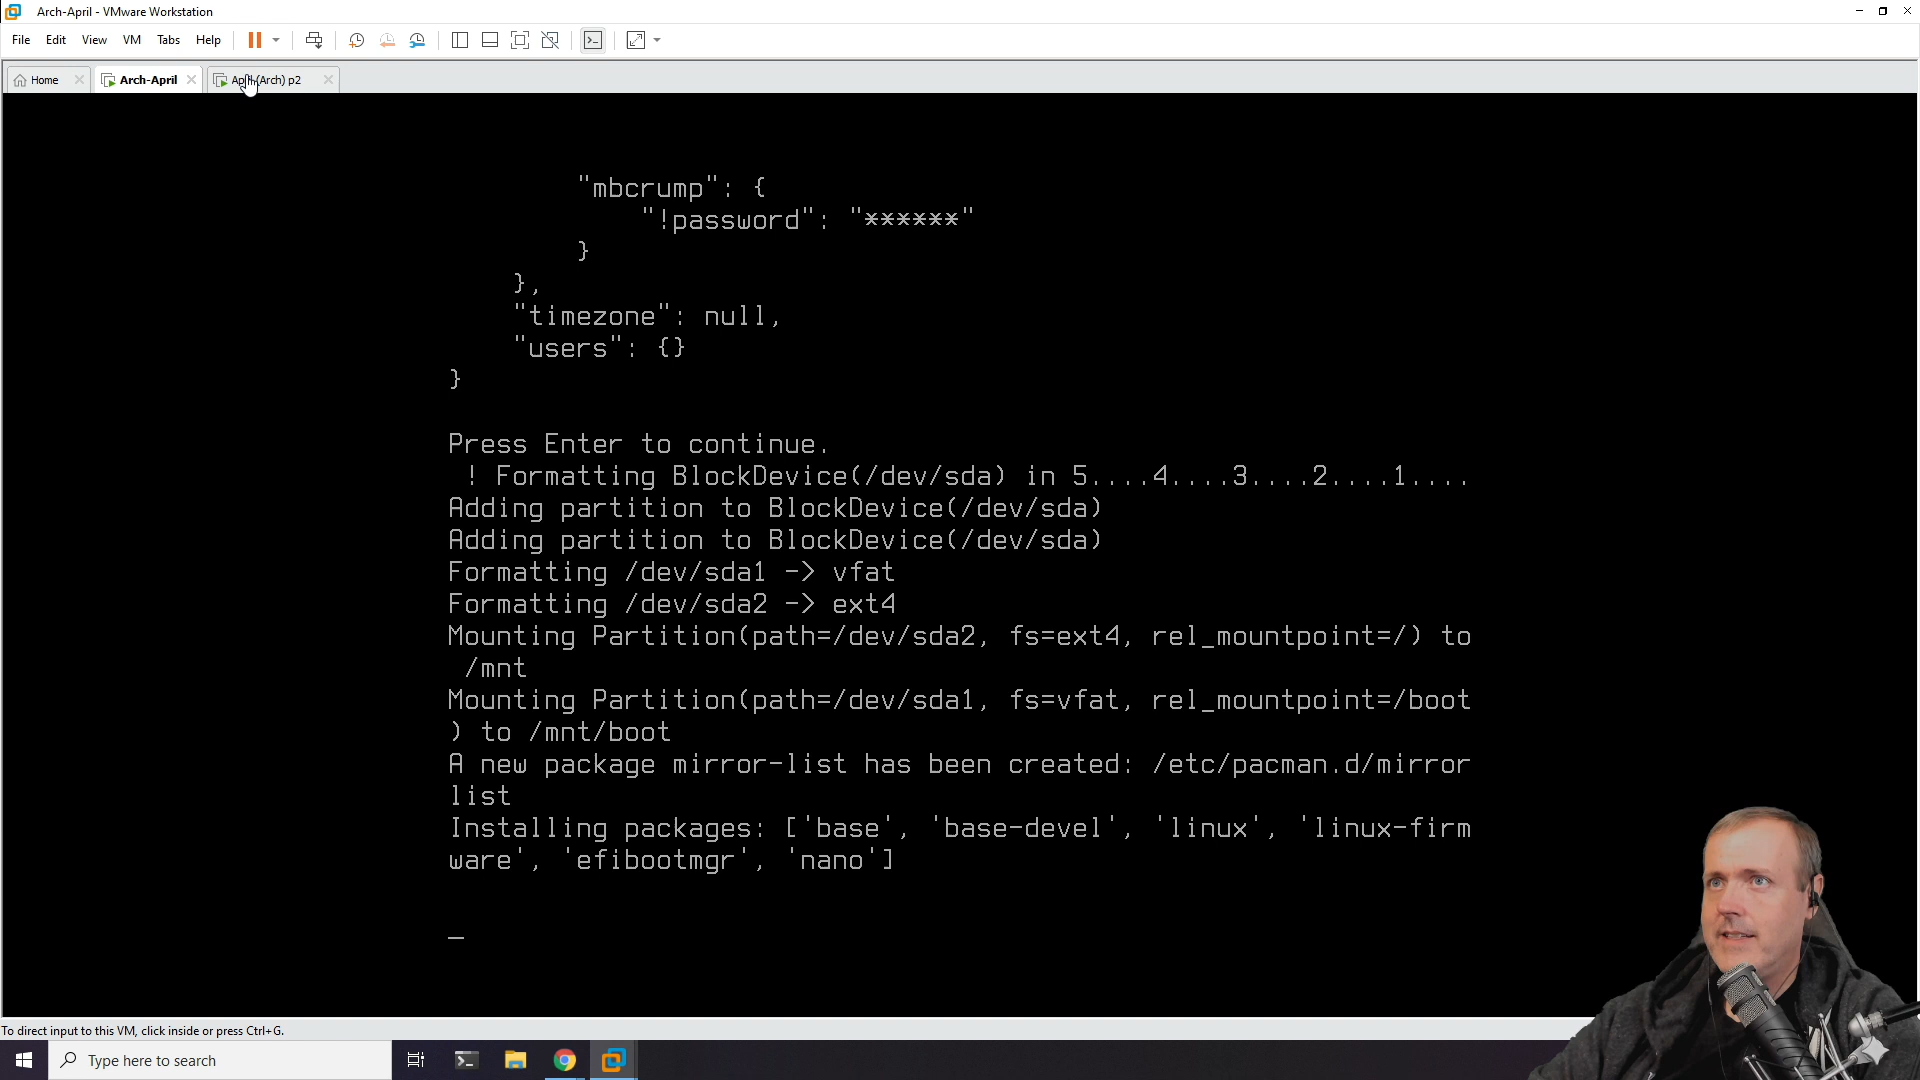 Arch-April - VMware Workstation
File Edit View VM Tabs Help
Home Arch-April (Arch) p2
"mbcrump": {
"!password": "******"
}
},
"timezone": null,
"users": {}
}
Press Enter to continue.
! Formatting BlockDevice(/dev/sda) in 5....4....3....2....1....
Adding partition to BlockDevice(/dev/sda)
Adding partition to BlockDevice(/dev/sda)
Formatting /dev/sda1 -> vfat
Formatting /dev/sda2 -> ext4
Mounting Partition(path=/dev/sda2, fs=ext4, rel_mountpoint=/) to
/mnt
Mounting Partition(path=/dev/sda1, fs=vfat, rel_mountpoint=/boot
) to /mnt/boot
A new package mirror-list has been created: /etc/pacman.d/mirror
list
Installing packages: ['base', 'base-devel', 'linux', 'linux-firm
ware', 'efibootmgr', 'nano']
_
To direct input to this VM, click inside or press Ctrl+G.
Type here to search